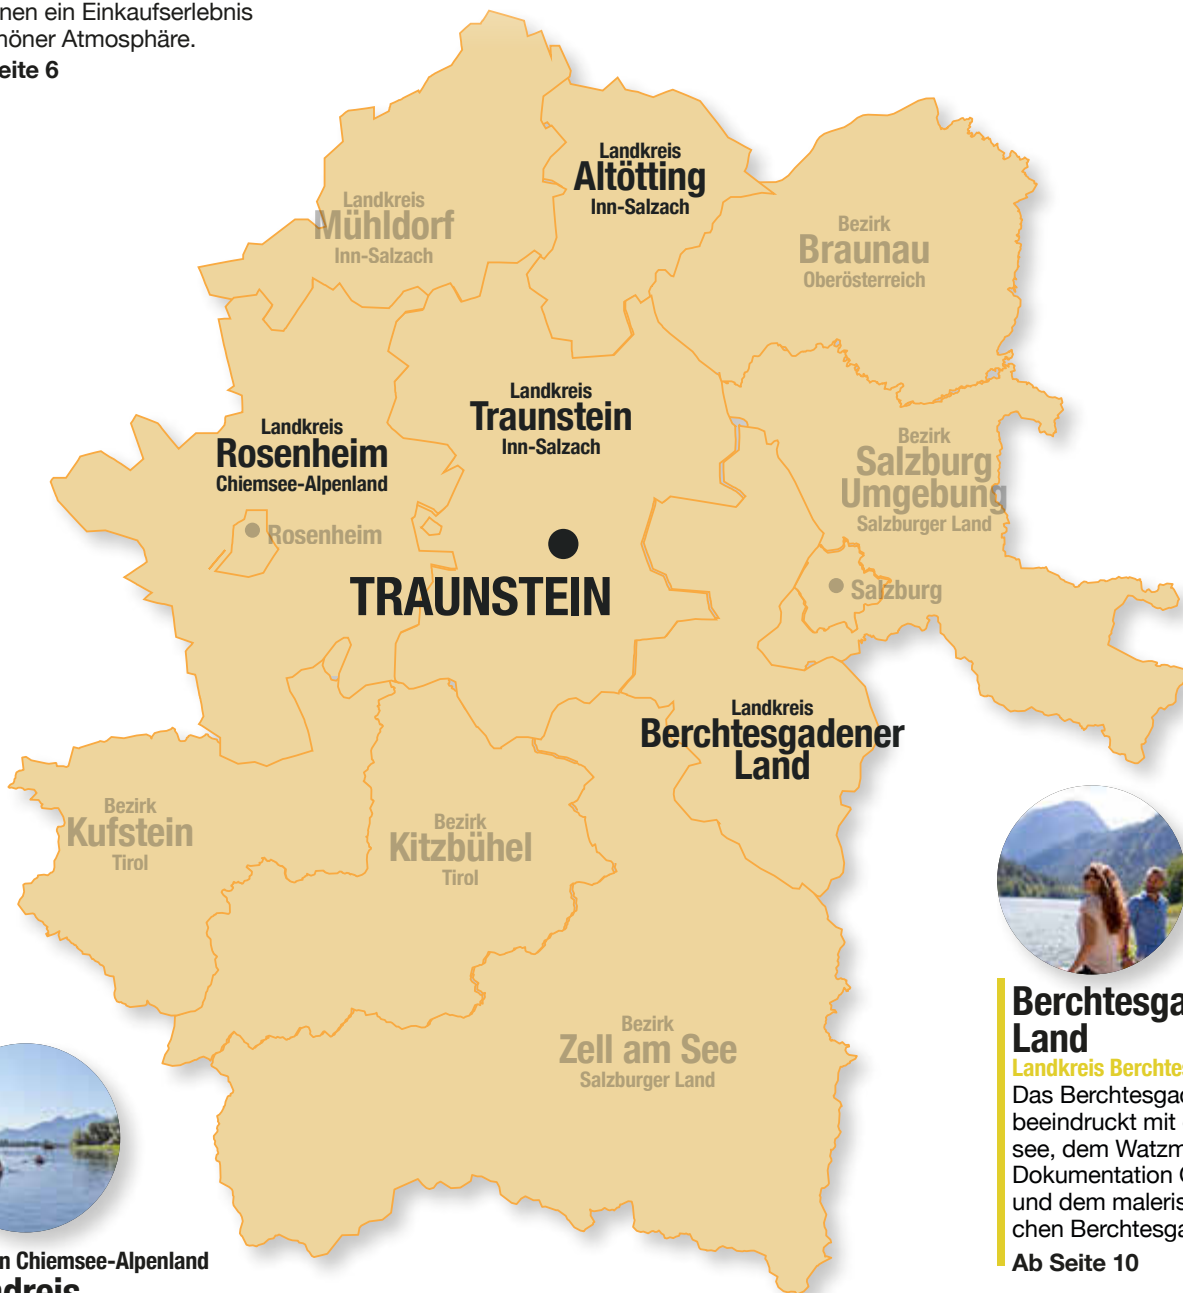 nen ein Einkaufserlebnis
höner Atmosphäre.
eite 6
Landkreis
Altötting
Inn-Salzach
Landkreis
Mühldorf
Inn-Salzach
Bezirk
Braunau
Oberösterreich
Landkreis
Traunstein
Inn-Salzach
Landkreis
Rosenheim
Chiemsee-Alpenland
Rosenheim
Bezirk
Salzburg
Umgebung
Salzburger Land
TRAUNSTEIN
Salzburg
Landkreis
Berchtesgadener
Land
Bezirk
Kufstein
Tirol
Bezirk
Kitzbühel
Tirol
Bezirk
Zell am See
Salzburger Land
Berchtesga
Land
Landkreis Berchtes
Das Berchtesgad
beeindruckt mit
see, dem Watzm
Dokumentation
und dem maleris
chen Berchtesga
Ab Seite 10
n Chiemsee-Alpenland
dreis